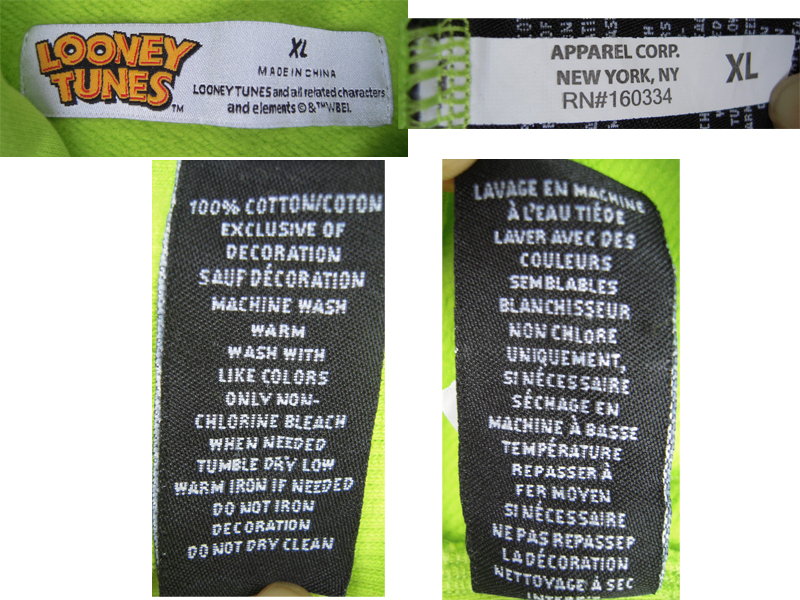 LOONEY
TUNES™
XL
MADE IN CHINA
LOONEY TUNES and all related characters
and elements © & ™ WBEI.
APPAREL CORP.
NEW YORK, NY
RN#160334
XL
100% COTTON/COTON
EXCLUSIVE OF
DECORATION
SAUF DÉCORATION
MACHINE WASH
WARM
WASH WITH
LIKE COLORS
ONLY NON-
CHLORINE BLEACH
WHEN NEEDED
TUMBLE DRY LOW
WARM IRON IF NEEDED
DO NOT IRON
DECORATION
DO NOT DRY CLEAN
LAVAGE EN MACHINE
À L'EAU TIÉDE
LAVER AVEC DES
COULEURS
SEMBLABLES
BLANCHISSEUR
NON CHLORE
UNIQUEMENT,
SI NÉCESSAIRE
SÉCHAGE EN
MACHINE À BASSE
TEMPÉRATURE
REPASSER À
FER MOYEN
SI NÉCESSAIRE
NE PAS REPASSEP
LA DÉCORATION
NETTOYAGE À SEC